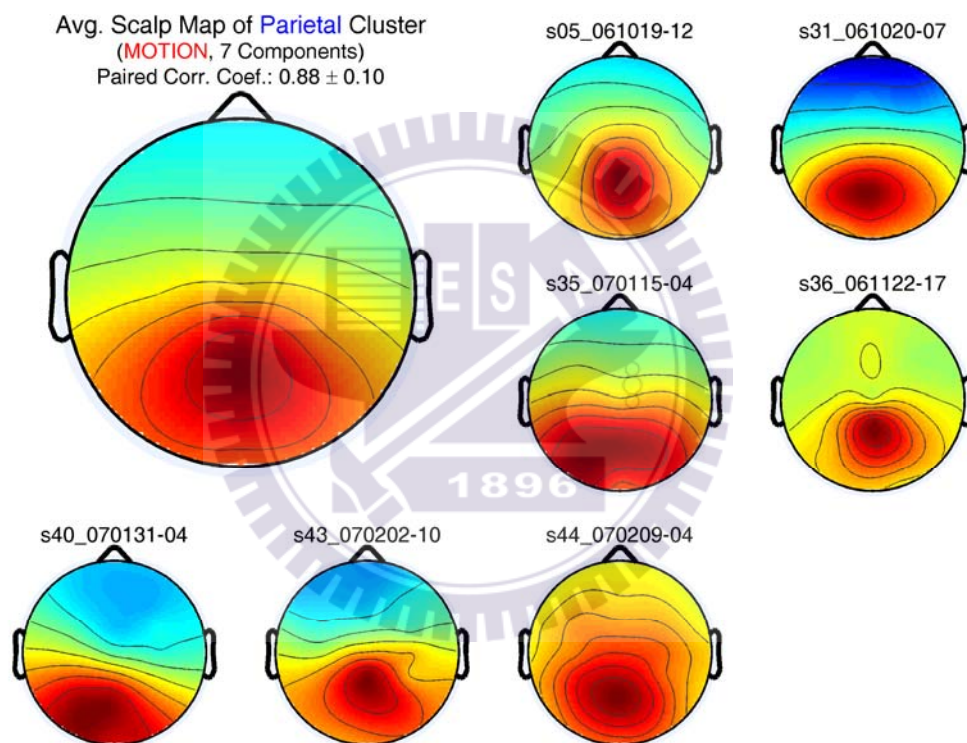 Avg. Scalp Map of Parietal Cluster
(MOTION, 7 Components)
Paired Corr. Coef.: 0.88 ± 0.10
s05_061019-12
s31_061020-07
s35_070115-04
s36_061122-17
s40_070131-04
s43_070202-10
s44_070209-04
ES
1896